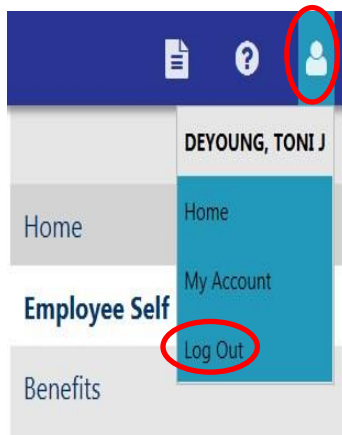 DEYOUNG, TONI J
Home
My Account
Log Out
Home
Employee Self
Benefits